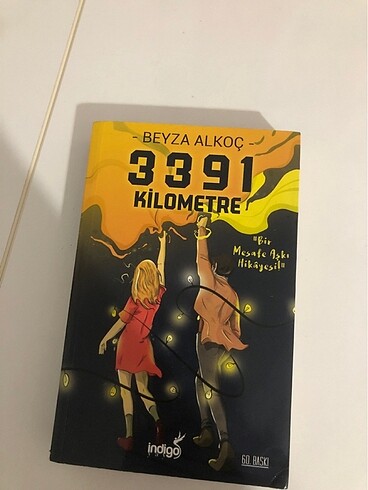 - BEYZA ALKOÇ -
3391
KİLOMETRE
"Bir
Mesafe Aşkı
Hikâyesi!"
indigo
60. BASKI